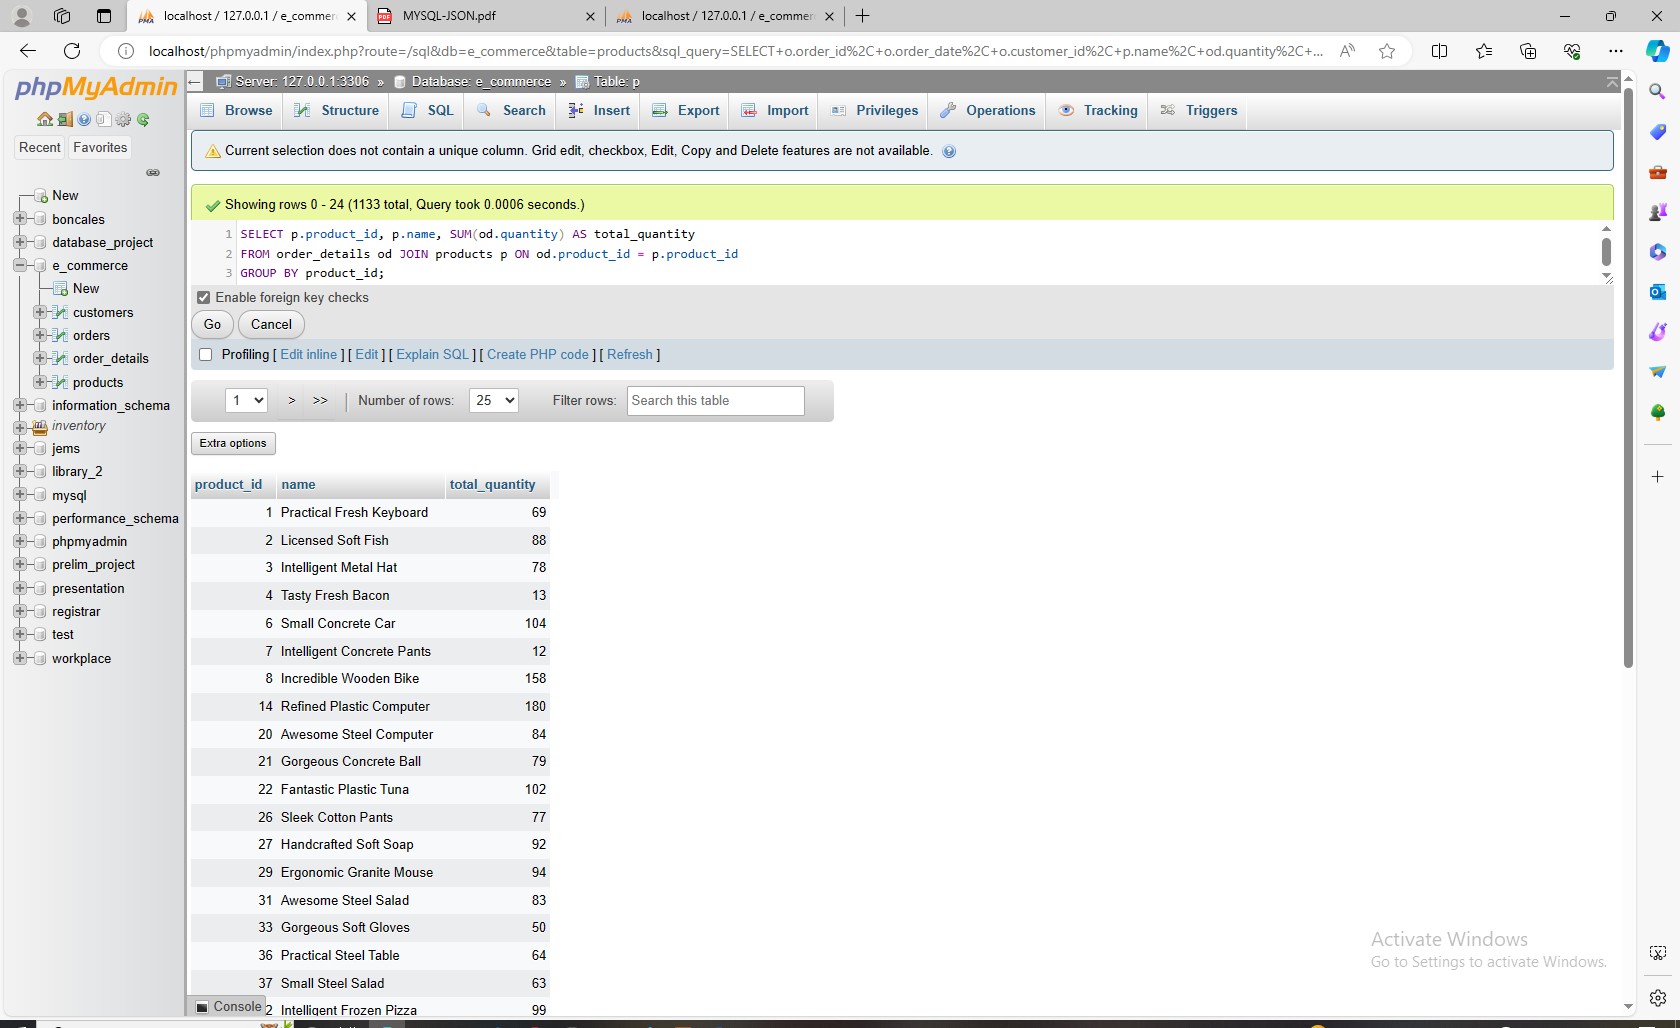 localhost / 127.0.0.1 / e_commer
MYSQL-JSON.pdf
localhost / 127.0.0.1 / e_commer
localhost/phpmyadmin/index.php?route=/sql&db=e_commerce&table=products&sql_query=SELECT+o.order_id%2C+o.order_date%2C+o.customer_id%2C+p.name%2C+od.quantity%2C+...
phpMyAdmin
Recent
Favorites
New
boncales
database_project
e_commerce
New
customers
orders
order_details
products
information_schema
inventory
jems
library_2
mysql
performance_schema
phpmyadmin
prelim_project
presentation
registrar
test
workplace
Server: 127.0.0.1:3306 » Database: e_commerce » Table: p
Browse Structure SQL Search Insert Export Import Privileges Operations Tracking Triggers
Current selection does not contain a unique column. Grid edit, checkbox, Edit, Copy and Delete features are not available.
Showing rows 0 - 24 (1133 total, Query took 0.0006 seconds.)
1 SELECT p.product_id, p.name, SUM(od.quantity) AS total_quantity
2 FROM order_details od JOIN products p ON od.product_id = p.product_id
3 GROUP BY product_id;
Enable foreign key checks
Go Cancel
Profiling [ Edit inline ] [ Edit ] [ Explain SQL ] [ Create PHP code ] [ Refresh ]
1 > >> | Number of rows: 25 Filter rows: Search this table
Extra options
product_id name total_quantity
1 Practical Fresh Keyboard 69
2 Licensed Soft Fish 88
3 Intelligent Metal Hat 78
4 Tasty Fresh Bacon 13
6 Small Concrete Car 104
7 Intelligent Concrete Pants 12
8 Incredible Wooden Bike 158
14 Refined Plastic Computer 180
20 Awesome Steel Computer 84
21 Gorgeous Concrete Ball 79
22 Fantastic Plastic Tuna 102
26 Sleek Cotton Pants 77
27 Handcrafted Soft Soap 92
29 Ergonomic Granite Mouse 94
31 Awesome Steel Salad 83
33 Gorgeous Soft Gloves 50
36 Practical Steel Table 64
37 Small Steel Salad 63
2 Intelligent Frozen Pizza 99
Console
Activate Windows
Go to Settings to activate Windows.